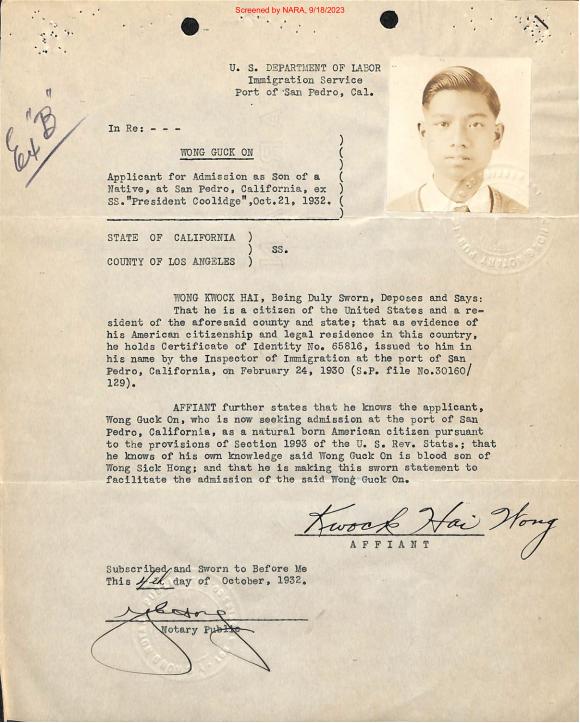 Screened by NARA, 9/18/2023
U. S. DEPARTMENT OF LABOR
Immigration Service
Port of San Pedro, Cal.
Ex "B"
In Re: - - -
WONG GUCK ON
Applicant for Admission as Son of a
Native, at San Pedro, California, ex
SS."President Coolidge",Oct.21, 1932.
STATE OF CALIFORNIA )
) SS.
COUNTY OF LOS ANGELES )
WONG KWOCK HAI, Being Duly Sworn, Deposes and Says:
That he is a citizen of the United States and a re-
sident of the aforesaid county and state; that as evidence of
his American citizenship and legal residence in this country,
he holds Certificate of Identity No. 65816, issued to him in
his name by the Inspector of Immigration at the port of San
Pedro, California, on February 24, 1930 (S.P. file No.30160/
129).
AFFIANT further states that he knows the applicant,
Wong Guck On, who is now seeking admission at the port of San
Pedro, California, as a natural born American citizen pursuant
to the provisions of Section 1993 of the U. S. Rev. Stats.; that
he knows of his own knowledge said Wong Guck On is blood son of
Wong Sick Hong; and that he is making this sworn statement to
facilitate the admission of the said Wong Guck On.
Kwock Hai Wong
AFFIANT
Subscribed and Sworn to Before Me
This 4th day of October, 1932.
Notary Public